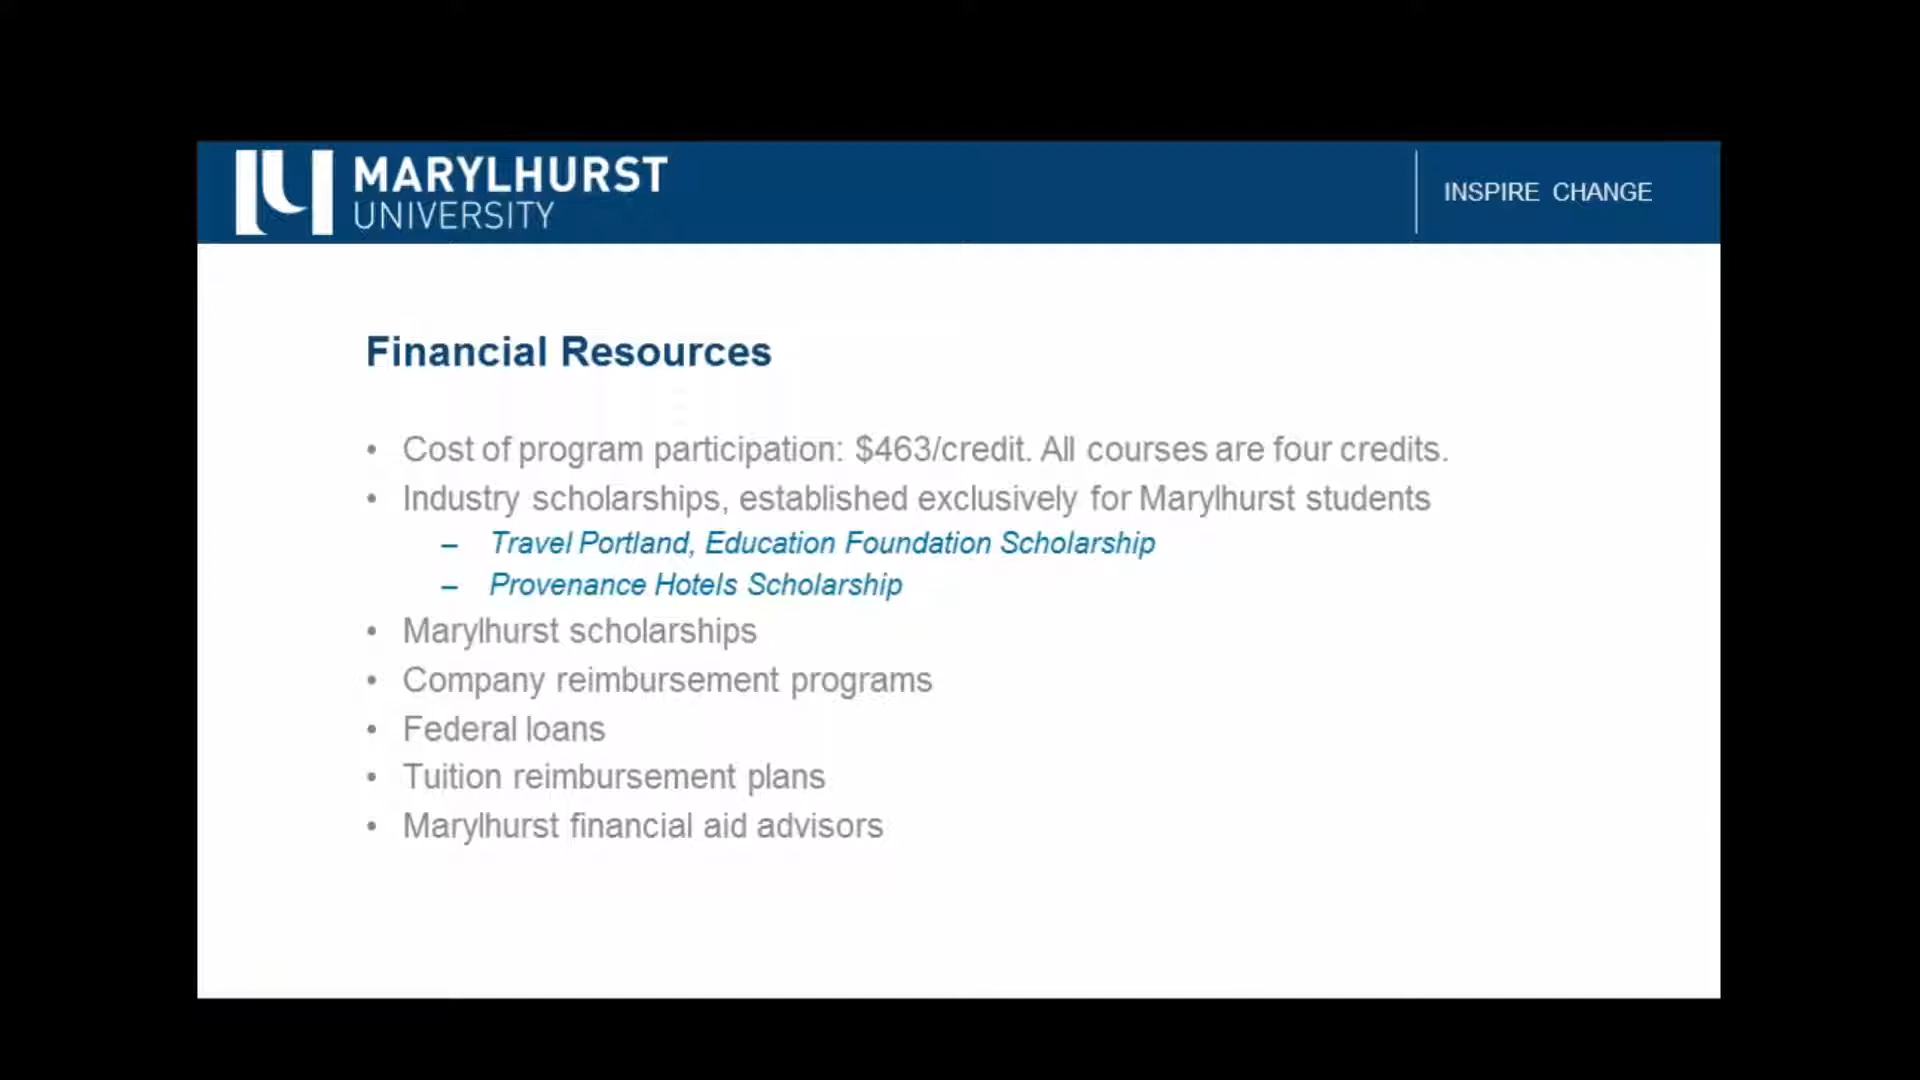 MARYLHURST
UNIVERSITY
INSPIRE CHANGE
Financial Resources
• Cost of program participation: $463/credit. All courses are four credits.
• Industry scholarships, established exclusively for Marylhurst students
– Travel Portland, Education Foundation Scholarship
– Provenance Hotels Scholarship
• Marylhurst scholarships
• Company reimbursement programs
• Federal loans
• Tuition reimbursement plans
• Marylhurst financial aid advisors